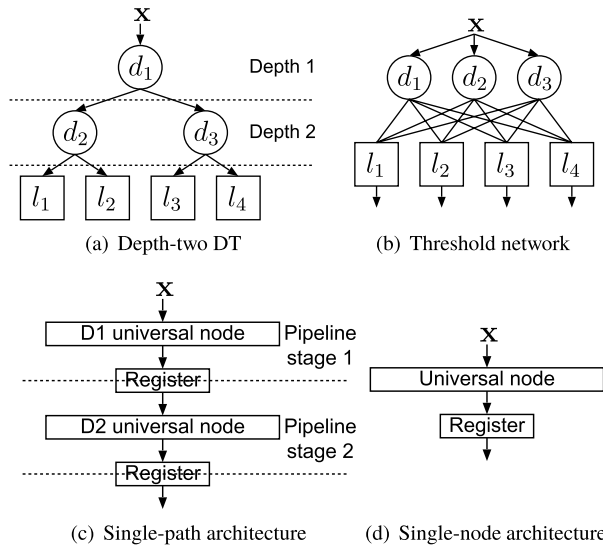 x
d1
Depth 1
d2
d3
Depth 2
l1
l2
l3
l4
(a) Depth-two DT
x
d1
d2
d3
l1
l2
l3
l4
(b) Threshold network
x
D1 universal node
Pipeline
stage 1
Register
D2 universal node
Pipeline
stage 2
Register
(c) Single-path architecture
x
Universal node
Register
(d) Single-node architecture